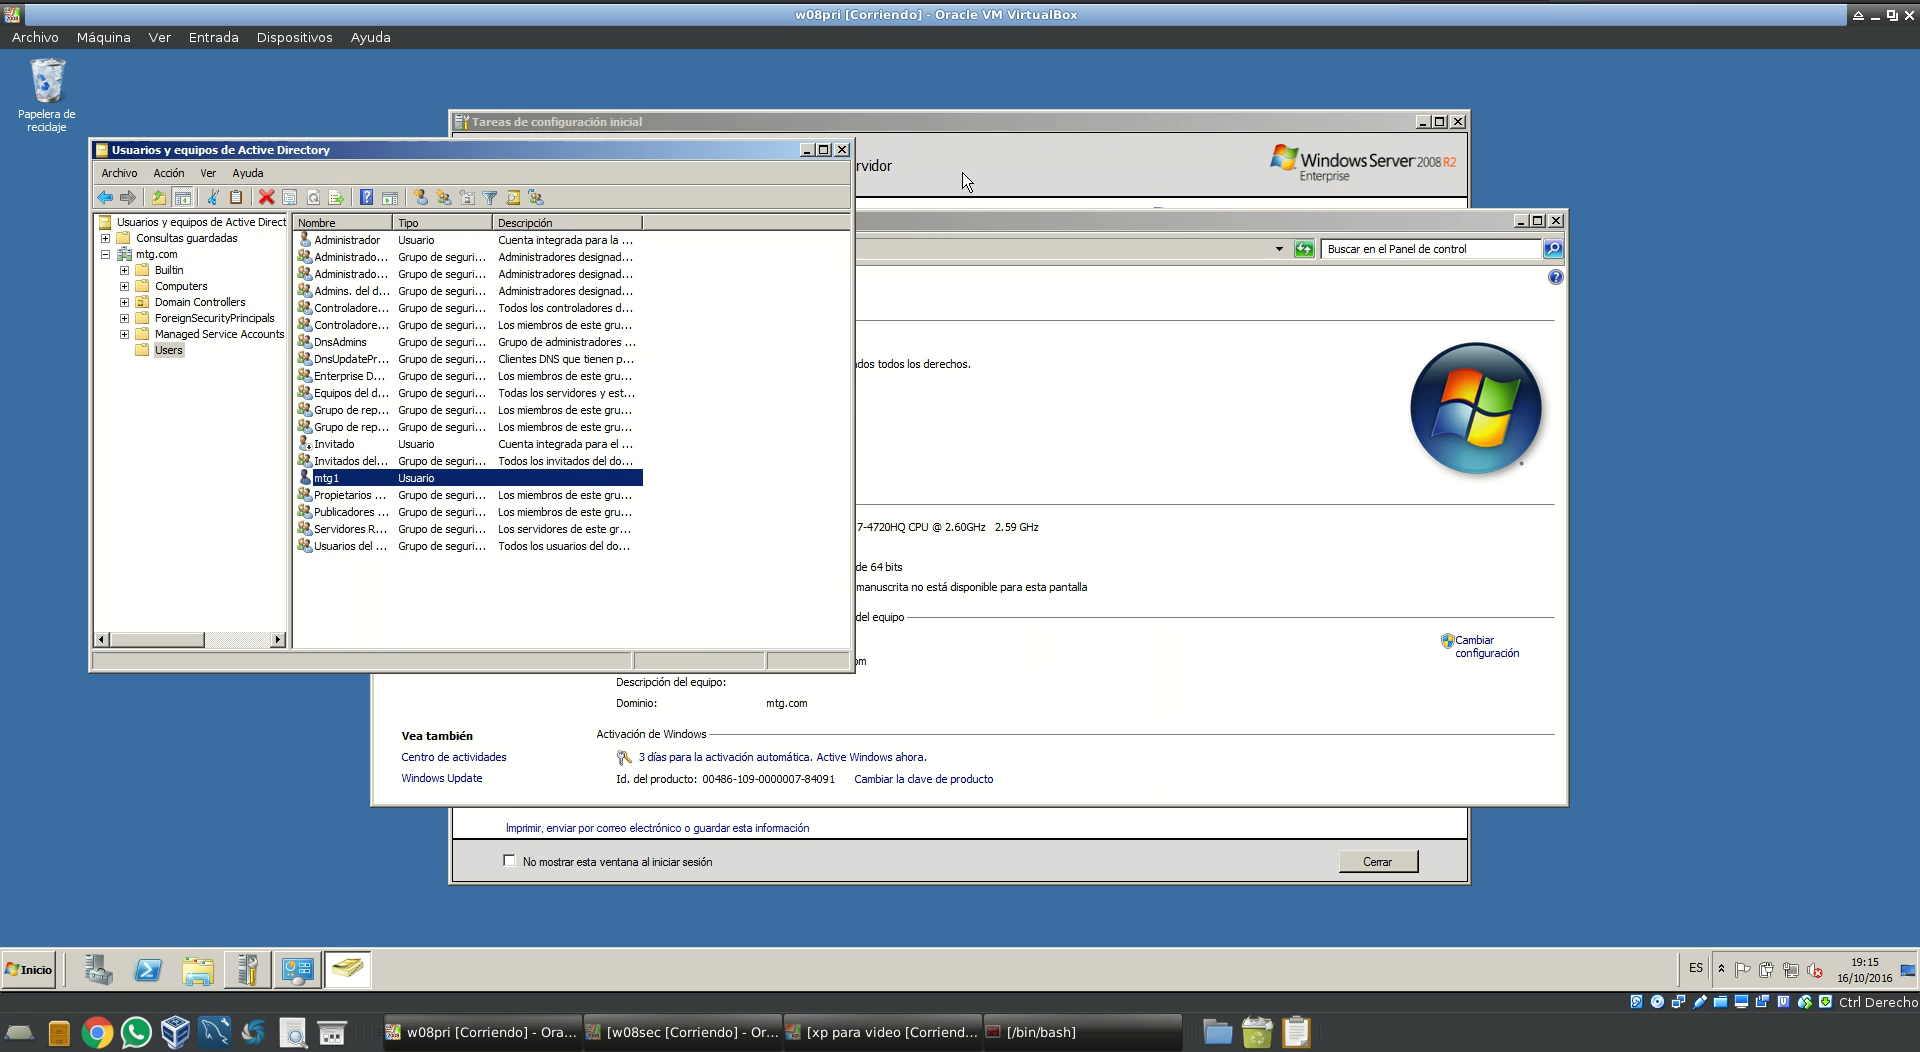 w08pri [Corriendo] - Oracle VM VirtualBox
Archivo Máquina Ver Entrada Dispositivos Ayuda
Papelera de
reciclaje
Tareas de configuración inicial
rvidor
Windows Server 2008 R2
Enterprise
Usuarios y equipos de Active Directory
Archivo Acción Ver Ayuda
Usuarios y equipos de Active Direct
Consultas guardadas
mtg.com
Builtin
Computers
Domain Controllers
ForeignSecurityPrincipals
Managed Service Accounts
Users
Nombre Tipo Descripción
Administrador Usuario Cuenta integrada para la ...
Administrado... Grupo de seguri... Administradores designad...
Administrado... Grupo de seguri... Administradores designad...
Admins. del d... Grupo de seguri... Administradores designad...
Controladore... Grupo de seguri... Todos los controladores d...
Controladore... Grupo de seguri... Los miembros de este gru...
DnsAdmins Grupo de seguri... Grupo de administradores ...
DnsUpdatePr... Grupo de seguri... Clientes DNS que tienen p...
Enterprise D... Grupo de seguri... Los miembros de este gru...
Equipos del d... Grupo de seguri... Todas los servidores y est...
Grupo de rep... Grupo de seguri... Los miembros de este gru...
Grupo de rep... Grupo de seguri... Los miembros de este gru...
Invitado Usuario Cuenta integrada para el ...
Invitados del... Grupo de seguri... Todos los invitados del do...
mtg1 Usuario
Propietarios ... Grupo de seguri... Los miembros de este gru...
Publicadores ... Grupo de seguri... Los miembros de este gru...
Servidores R... Grupo de seguri... Los servidores de este gr...
Usuarios del ... Grupo de seguri... Todos los usuarios del do...
Buscar en el Panel de control
ados todos los derechos.
7-4720HQ CPU @ 2.60GHz 2.59 GHz
de 64 bits
manuscrita no está disponible para esta pantalla
del equipo
Cambiar
configuración
om
Descripción del equipo:
Dominio: mtg.com
Vea también
Centro de actividades
Windows Update
Activación de Windows
3 días para la activación automática. Active Windows ahora.
Id. del producto: 00486-109-0000007-84091 Cambiar la clave de producto
Imprimir, enviar por correo electrónico o guardar esta información
No mostrar esta ventana al iniciar sesión
Cerrar
Inicio
ES
19:15
16/10/2016
Ctrl Derecho
w08pri [Corriendo] - Ora...
[w08sec [Corriendo] - Or...
[xp para video [Corriend...
[/bin/bash]